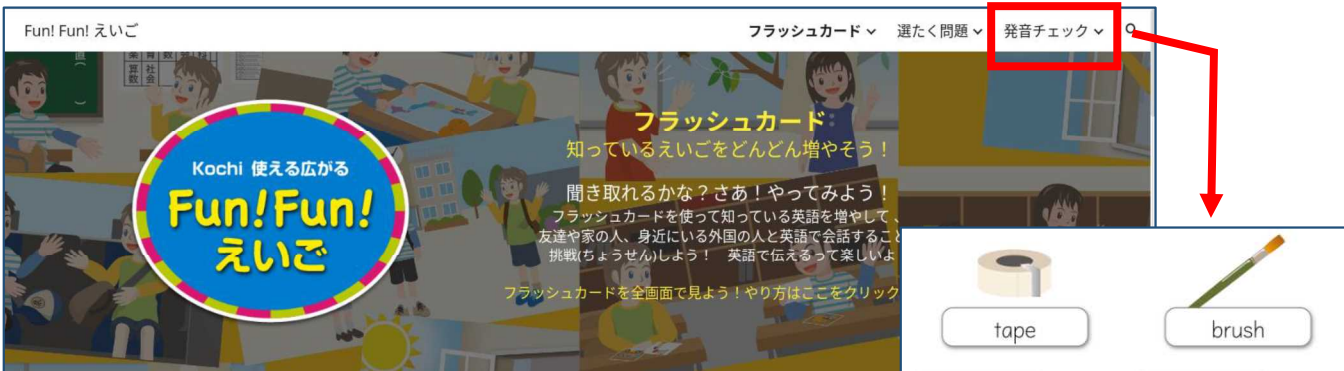 Fun! Fun! えいご
フラッシュカード
選たく問題
発音チェック
算 育 数
算 社
数 会
Kochi 使える広がる
Fun!Fun!
えいご
フラッシュカード
知っているえいごをどんどん増やそう！
聞き取れるかな？さあ！やってみよう！
フラッシュカードを使って知っている英語を増やして、
友達や家の人、身近にいる外国の人と英語で会話すること
挑戦(ちょうせん)しよう！　英語で伝えるって楽しいよ
フラッシュカードを全画面で見よう！やり方はここをクリック
tape
brush